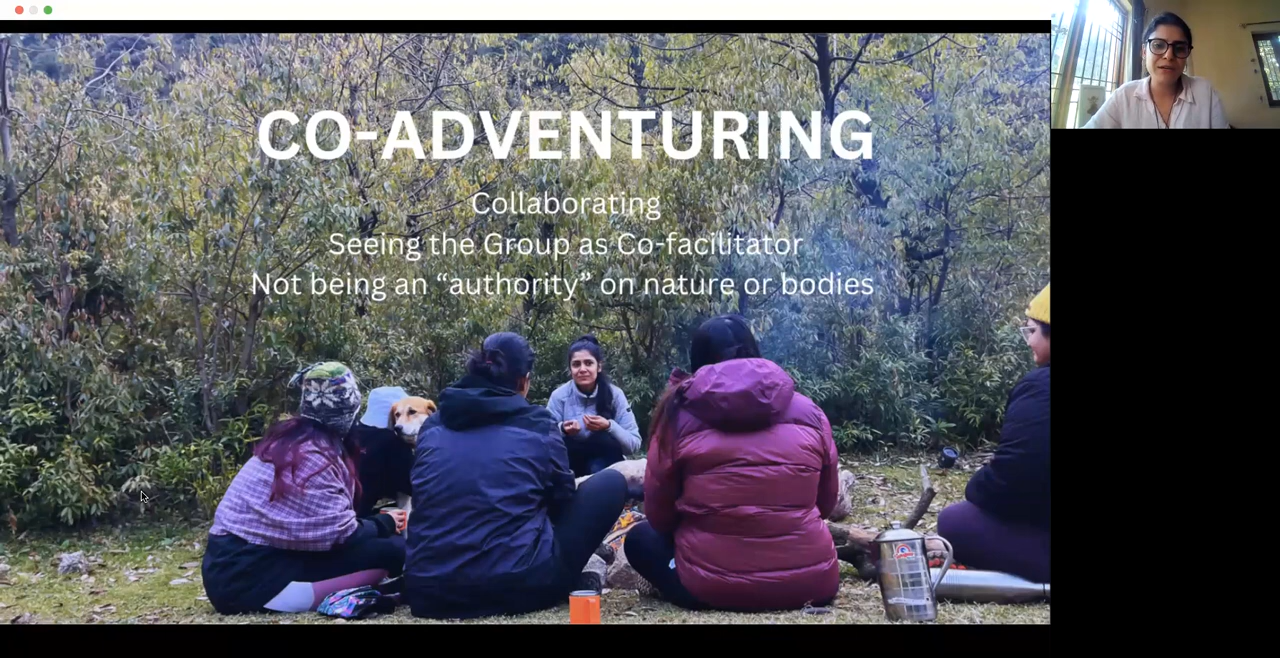 CO-ADVENTURING
Collaborating
Seeing the Group as Co-facilitator
Not being an “authority” on nature or bodies